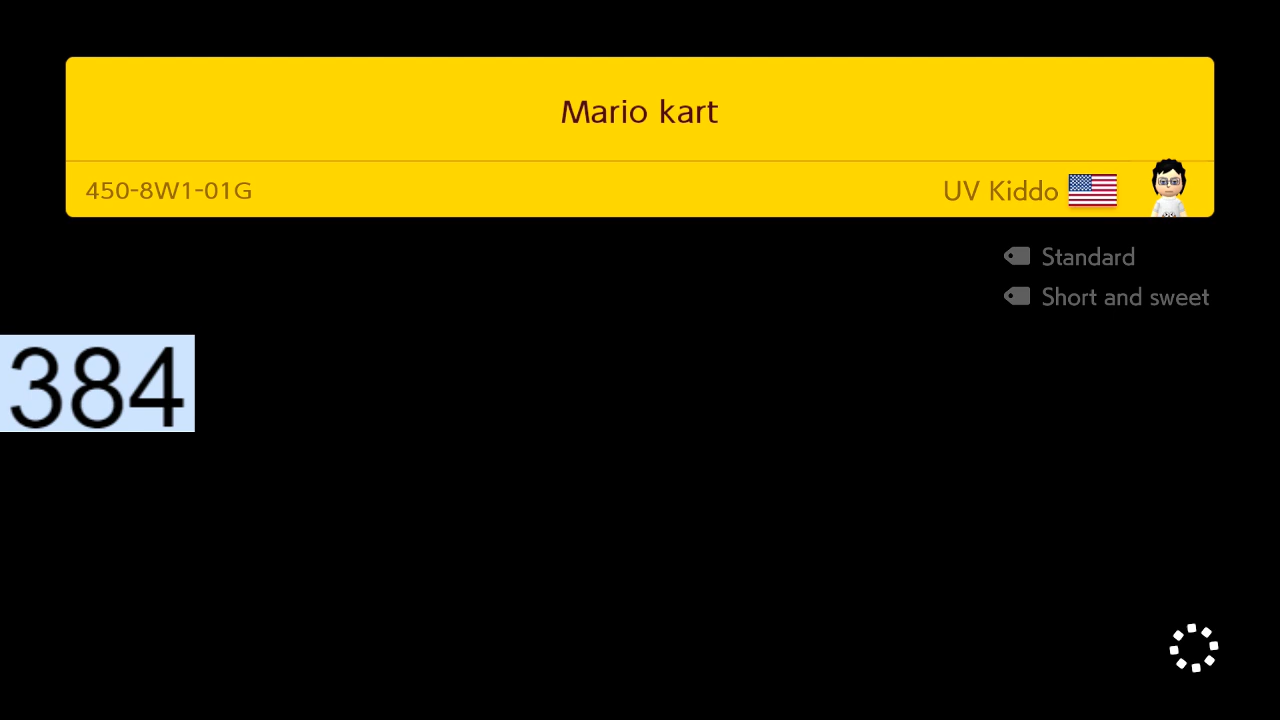 Mario kart
450-8W1-01G
UV Kiddo
Standard
Short and sweet
384